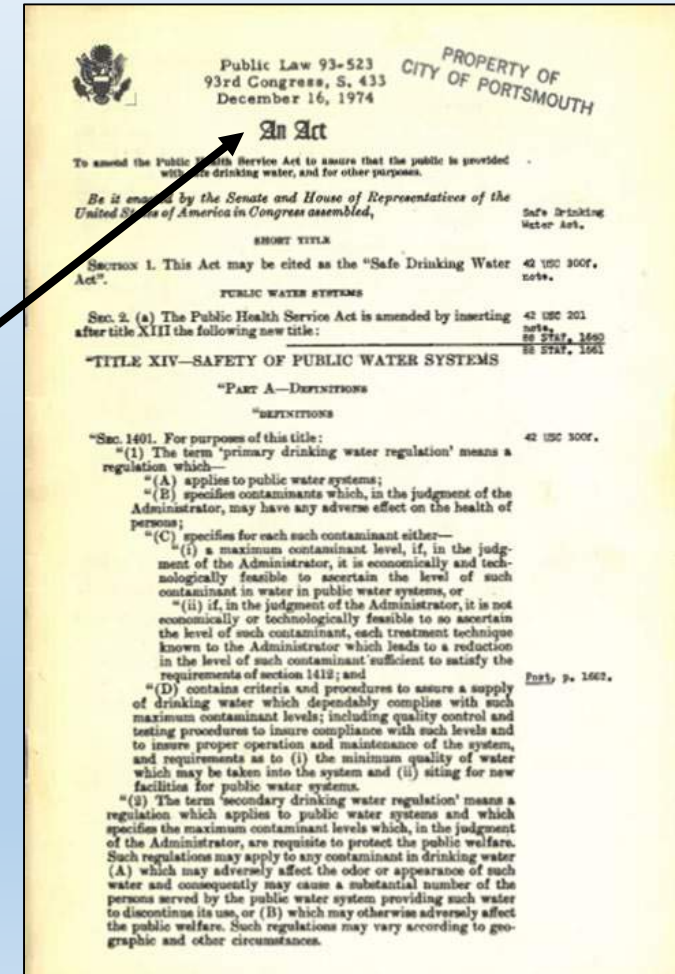 Public Law 93-523
93rd Congress, S. 433
December 16, 1974
PROPERTY OF
CITY OF PORTSMOUTH
An Act
To amend the Public Health Service Act to assure that the public is provided
with safe drinking water, and for other purposes.
Be it enacted by the Senate and House of Representatives of the
United States of America in Congress assembled,
Safe Drinking
Water Act.
SHORT TITLE
SECTION 1. This Act may be cited as the "Safe Drinking Water
Act".
42 USC 300f.
note.
PUBLIC WATER SYSTEMS
SEC. 2. (a) The Public Health Service Act is amended by inserting
after title XIII the following new title:
42 USC 201
note.
88 STAT. 1660
88 STAT. 1661
"TITLE XIV—SAFETY OF PUBLIC WATER SYSTEMS
"PART A—DEFINITIONS
"DEFINITIONS
"SEC. 1401. For purposes of this title:
42 USC 300f.
"(1) The term 'primary drinking water regulation' means a
regulation which—
"(A) applies to public water systems;
"(B) specifies contaminants which, in the judgment of the
Administrator, may have any adverse effect on the health of
persons;
"(C) specifies for each such contaminant either—
"(i) a maximum contaminant level, if, in the judg-
ment of the Administrator, it is economically and tech-
nologically feasible to ascertain the level of such
contaminant in water in public water systems, or
"(ii) if, in the judgment of the Administrator, it is not
economically or technologically feasible to so ascertain
the level of such contaminant, each treatment technique
known to the Administrator which leads to a reduction
in the level of such contaminant sufficient to satisfy the
requirements of section 1412; and
Post, p. 1662.
"(D) contains criteria and procedures to assure a supply
of drinking water which dependably complies with such
maximum contaminant levels; including quality control and
testing procedures to insure compliance with such levels and
to insure proper operation and maintenance of the system,
and requirements as to (i) the minimum quality of water
which may be taken into the system and (ii) siting for new
facilities for public water systems.
"(2) The term 'secondary drinking water regulation' means a
regulation which applies to public water systems and which
specifies the maximum contaminant levels which, in the judgment
of the Administrator, are requisite to protect the public welfare.
Such regulations may apply to any contaminant in drinking water
(A) which may adversely affect the odor or appearance of such
water and consequently may cause a substantial number of the
persons served by the public water system providing such water
to discontinue its use, or (B) which may otherwise adversely affect
the public welfare. Such regulations may vary according to geo-
graphic and other circumstances.